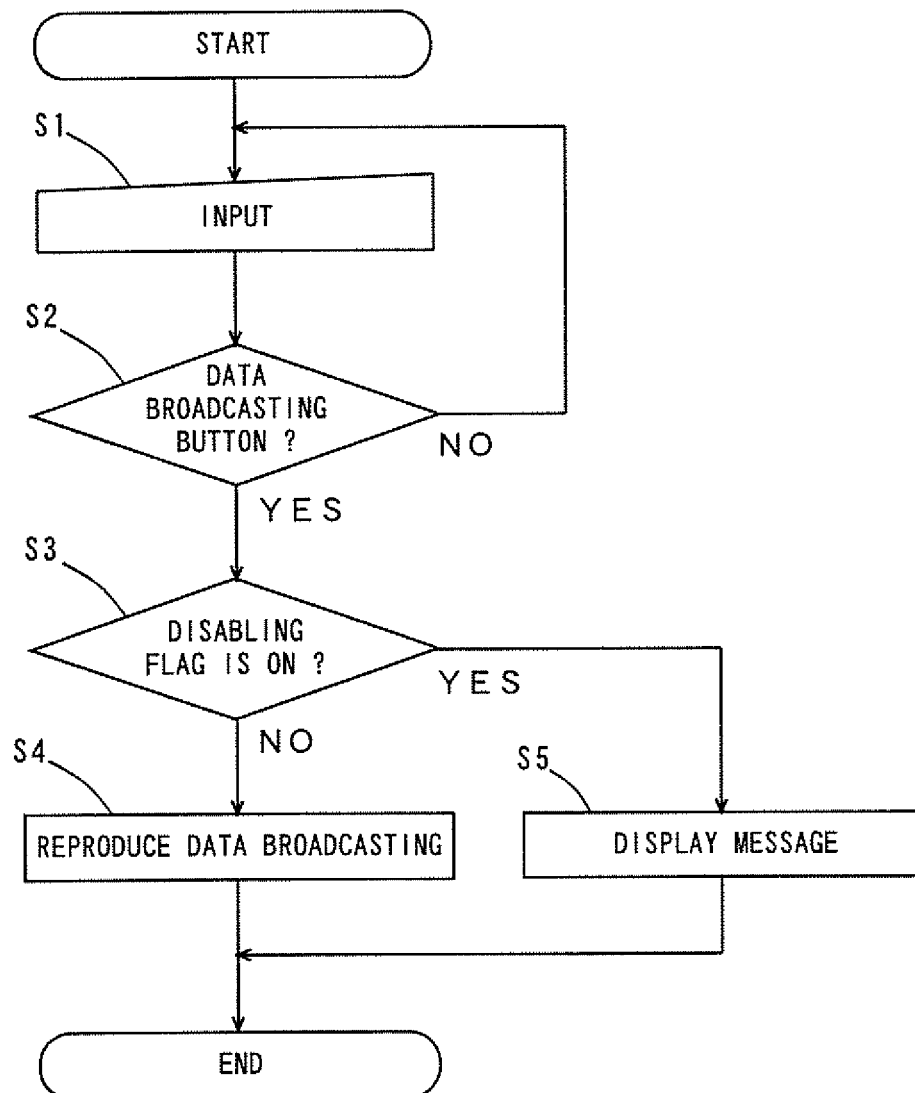 START
S1
INPUT
S2
DATA
BROADCASTING
BUTTON ?
NO
YES
S3
DISABLING
FLAG IS ON ?
YES
NO
S4
S5
REPRODUCE DATA BROADCASTING
DISPLAY MESSAGE
END